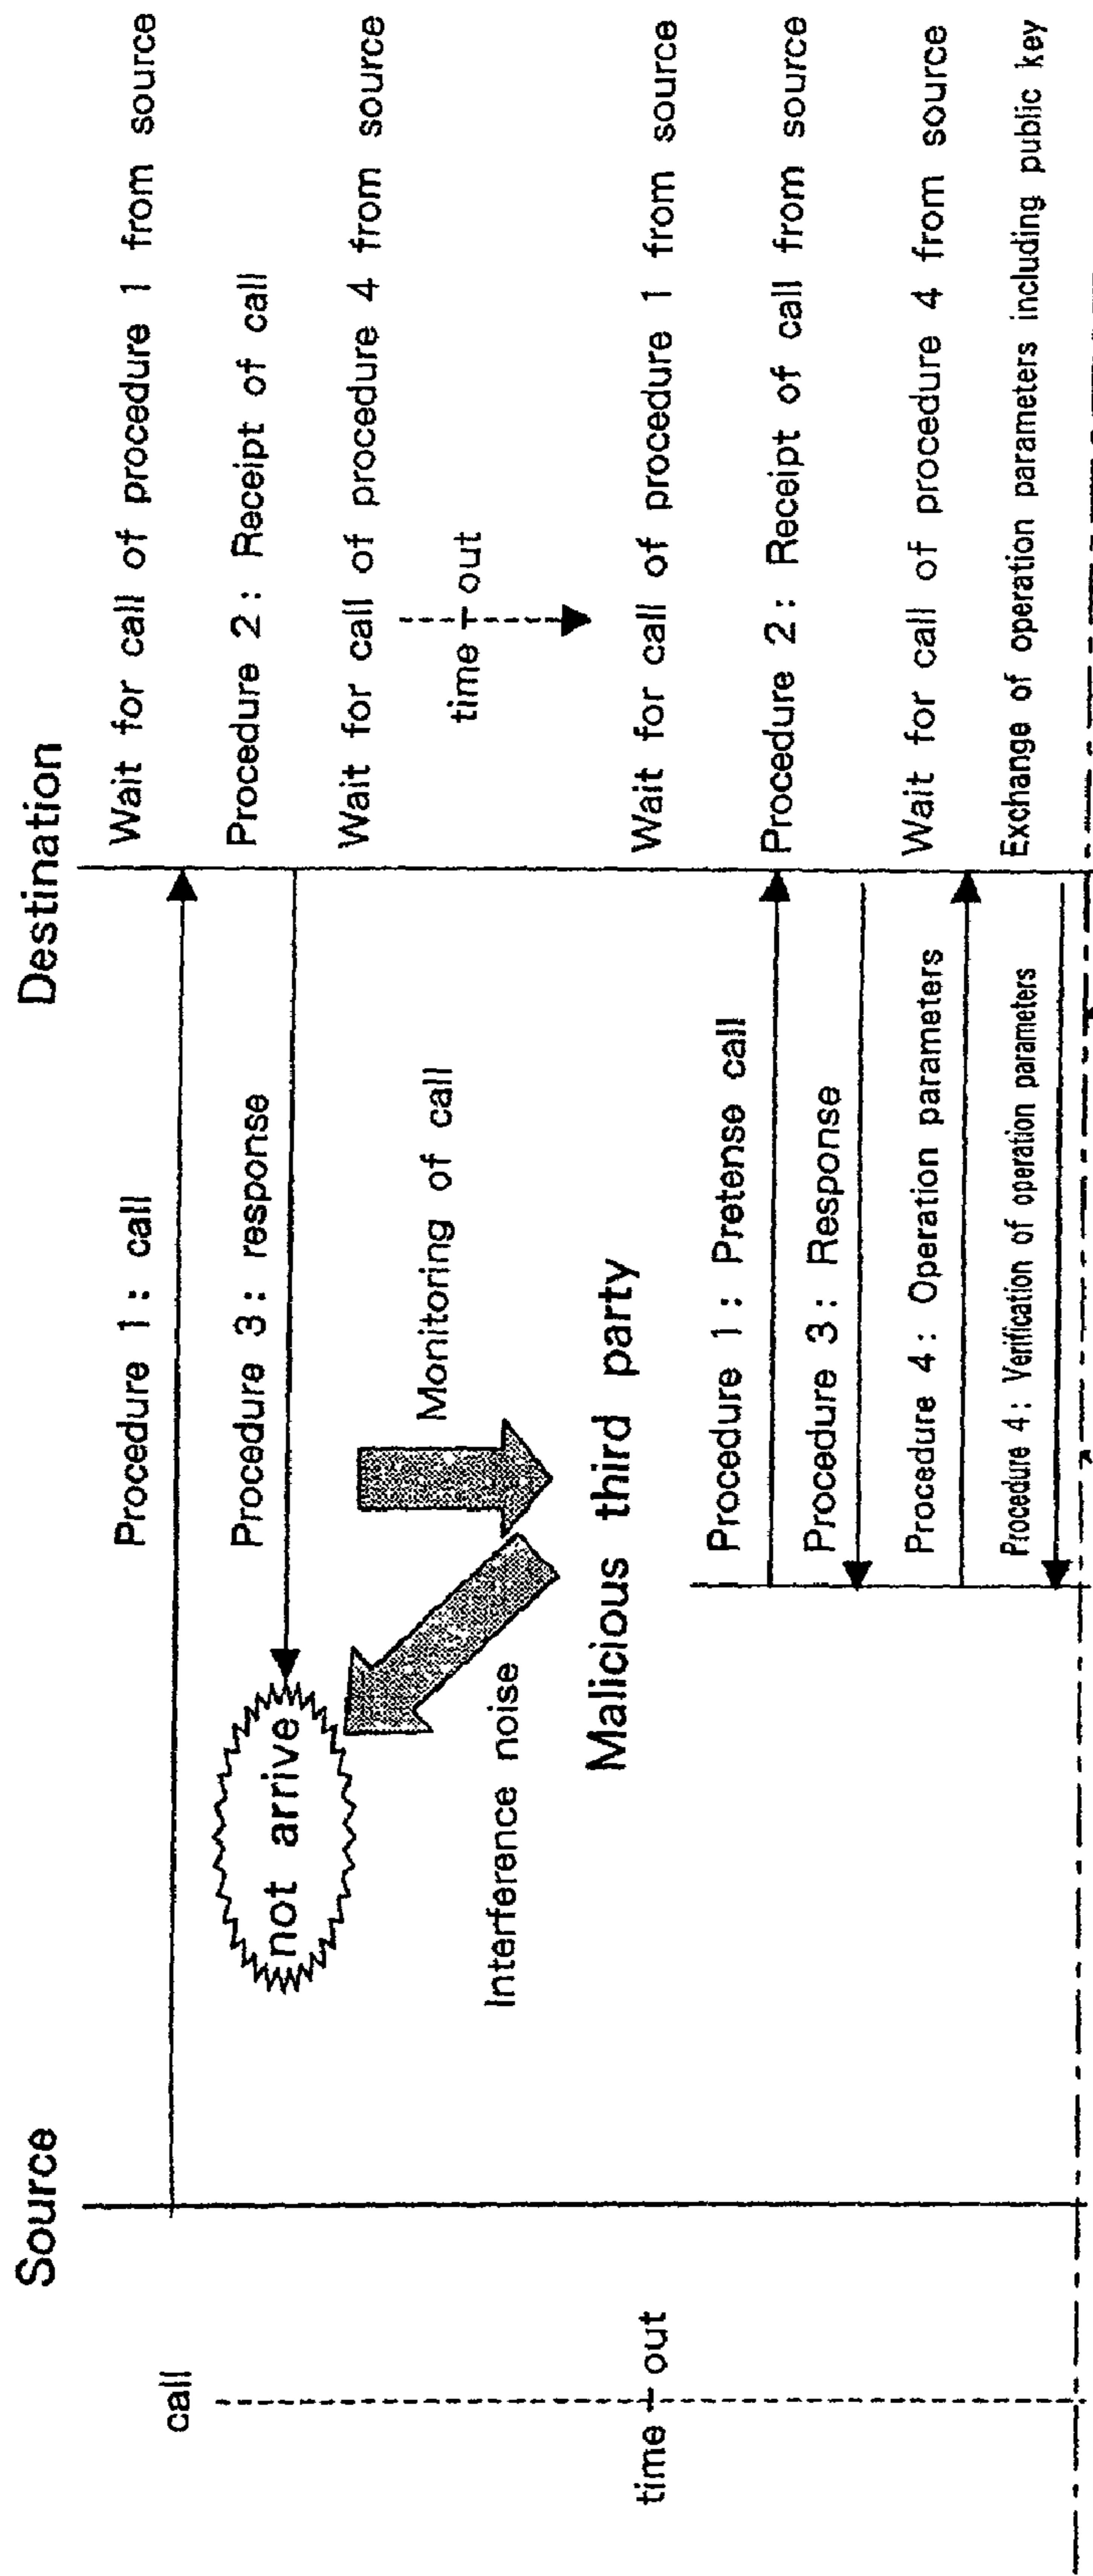 Source
Destination
call
Procedure 1 : call
Wait for call of procedure 1 from source
Procedure 2 : Receipt of call
Procedure 3 : response
not arrive
Wait for call of procedure 4 from source
Monitoring of call
Interference noise
time - out
Malicious third party
time - out
Wait for call of procedure 1 from source
Procedure 1 : Pretense call
Procedure 2 : Receipt of call from source
Procedure 3 : Response
Procedure 4 : Operation parameters
Wait for call of procedure 4 from source
Procedure 4 : Verification of operation parameters
Exchange of operation parameters including public key